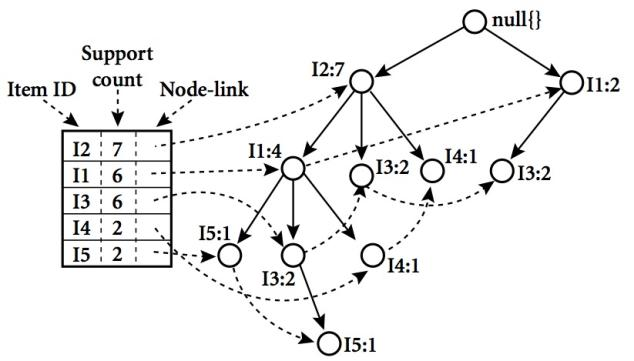 null{}
Support
count
Item ID
Node-link
I2:7
I1:2
I2 7
I1 6
I3 6
I4 2
I5 2
I1:4
I3:2
I4:1
I3:2
I5:1
I3:2
I4:1
I5:1